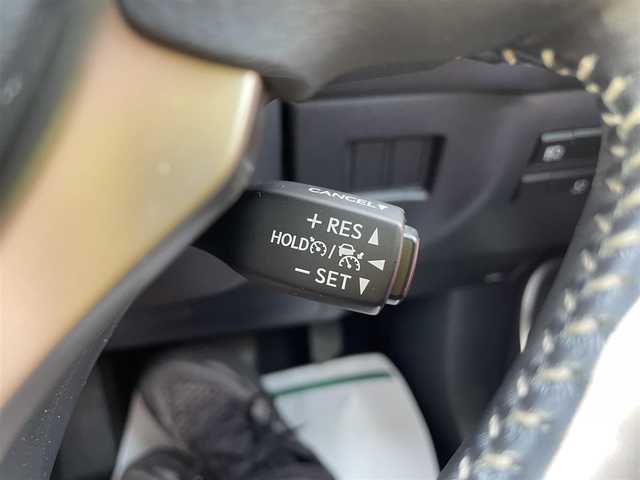 CANCEL▼
+ RES ▲
HOLD / ◀
− SET ▼